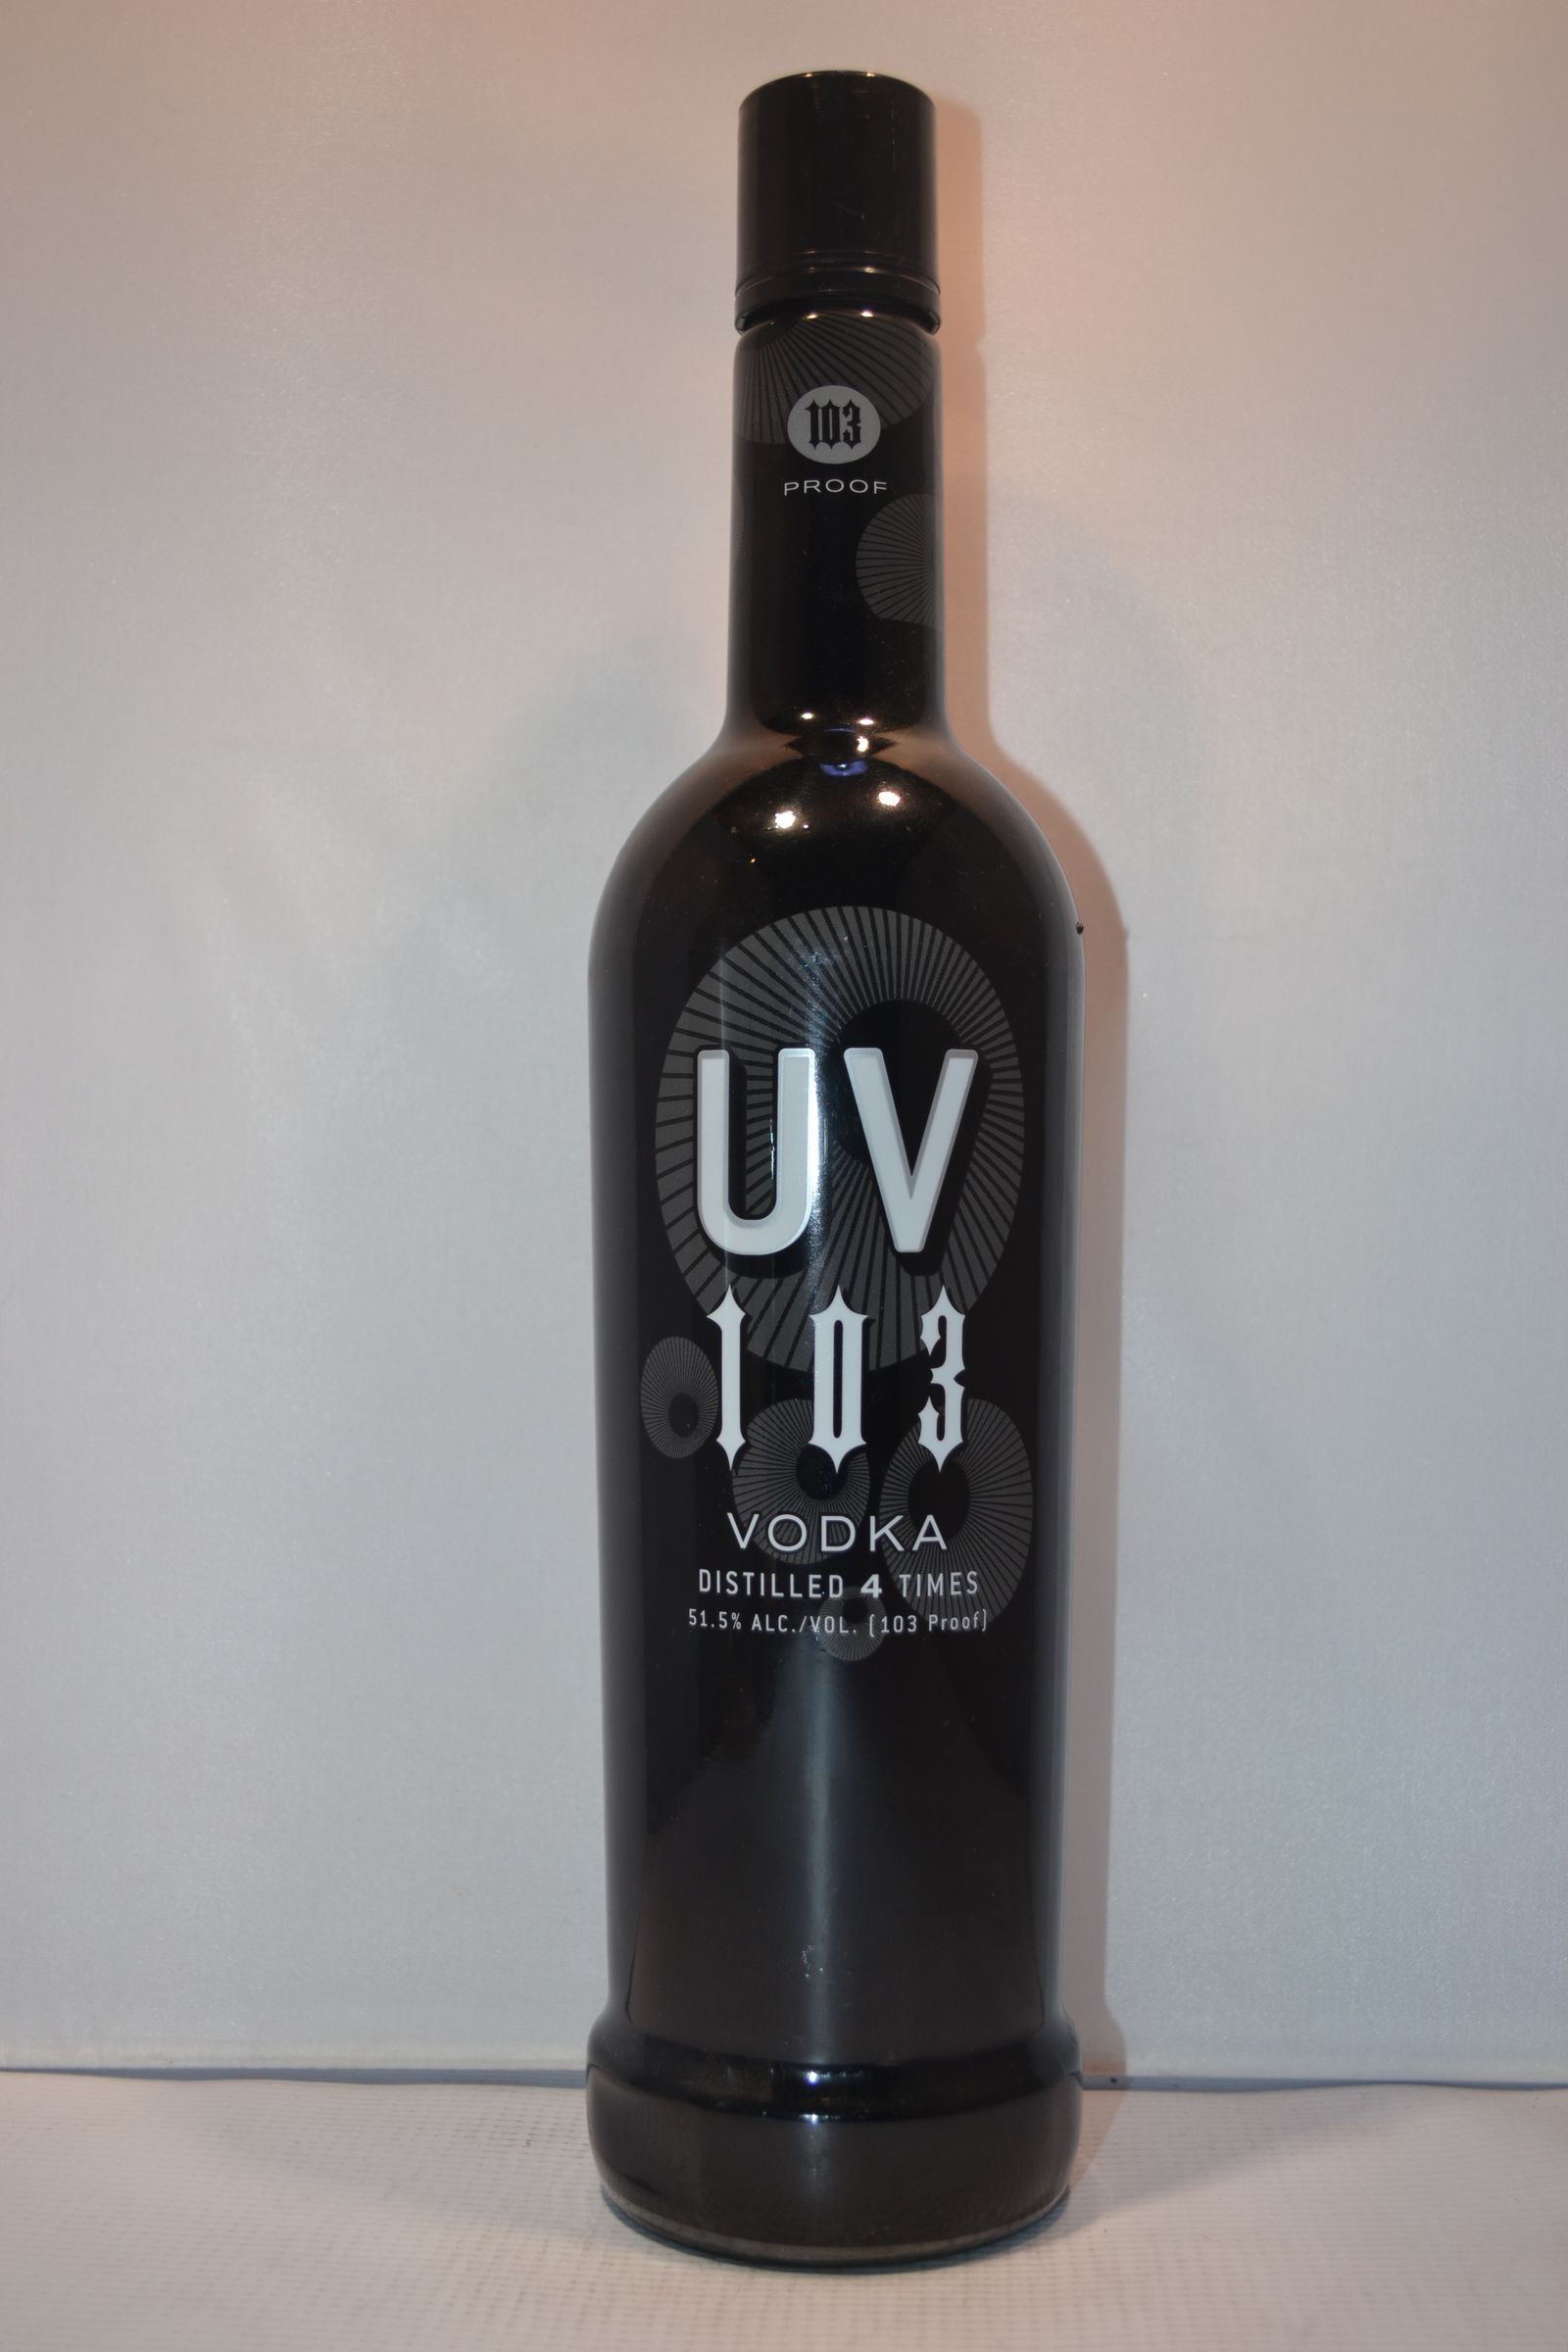 103
PROOF
UV
103
VODKA
DISTILLED 4 TIMES
51.5% ALC./VOL. (103 Proof)